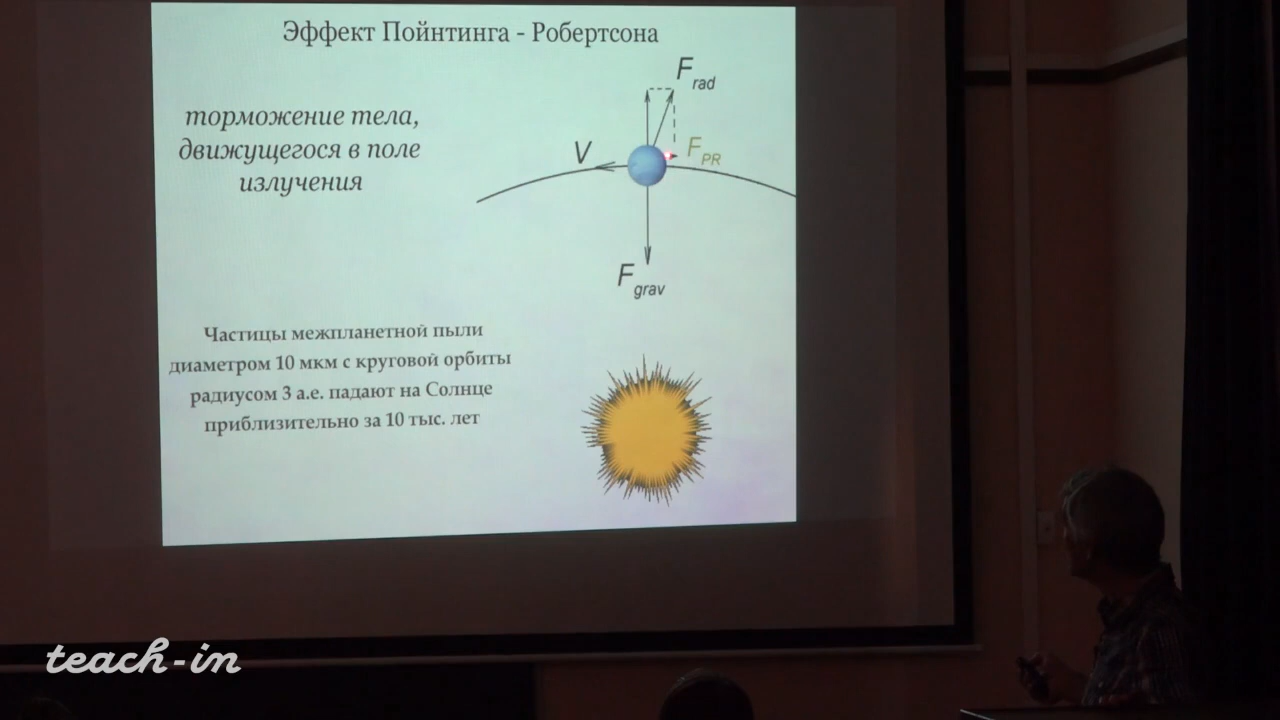 Эффект Пойнтинга - Робертсона
торможение тела,
движущегося в поле
излучения
F rad
V
F PR
F grav
Частицы межпланетной пыли
диаметром 10 мкм с круговой орбиты
радиусом 3 а.е. падают на Солнце
приблизительно за 10 тыс. лет
teach-in